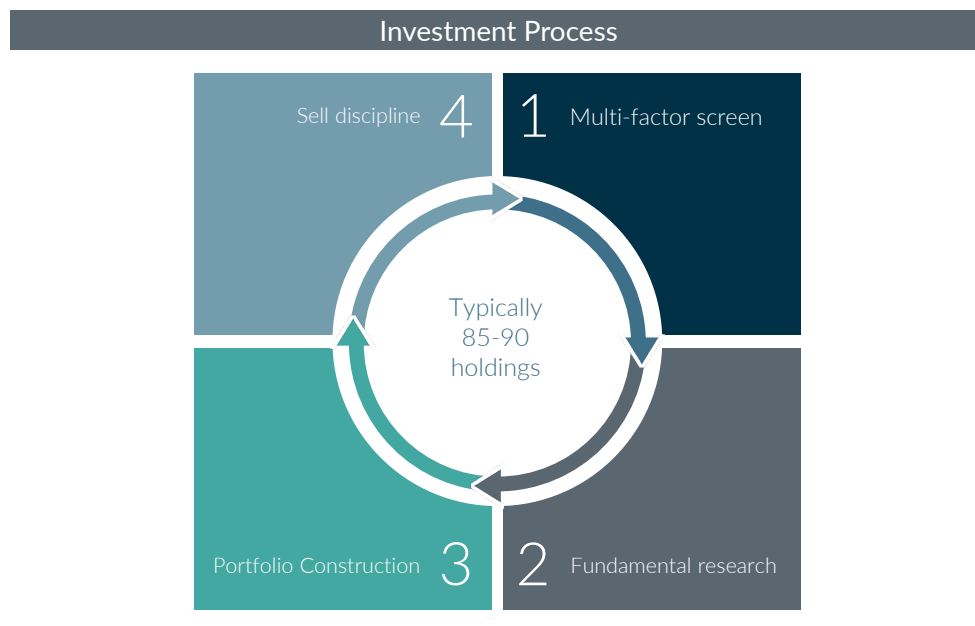 Investment Process
Sell discipline 4
1 Multi-factor screen
Typically
85-90
holdings
Portfolio Construction 3
2 Fundamental research